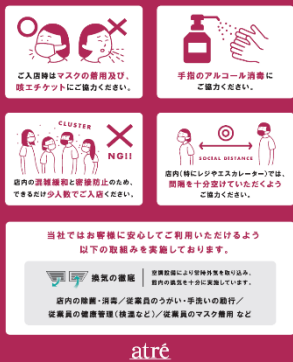 ご入店時はマスクの着用及び、
咳エチケットにご協力ください。
手指のアルコール消毒に
ご協力ください。
CLUSTER
NG!!
店内の混雑緩和と密接防止のため、
できるだけ少人数でご入店ください。
SOCIAL DISTANCE
店内(特にレジやエスカレーター)では、
間隔を十分空けていただくよう
ご協力ください。
当社ではお客様に安心してご利用いただけるよう
以下の取組みを実施しております。
換気の徹底
空調設備により常時外気を取り込み、
館内の換気を十分に実施しています。
店内の除菌・消毒/従業員のうがい・手洗いの励行/
従業員の健康管理(検温など)/従業員のマスク着用 など
atré